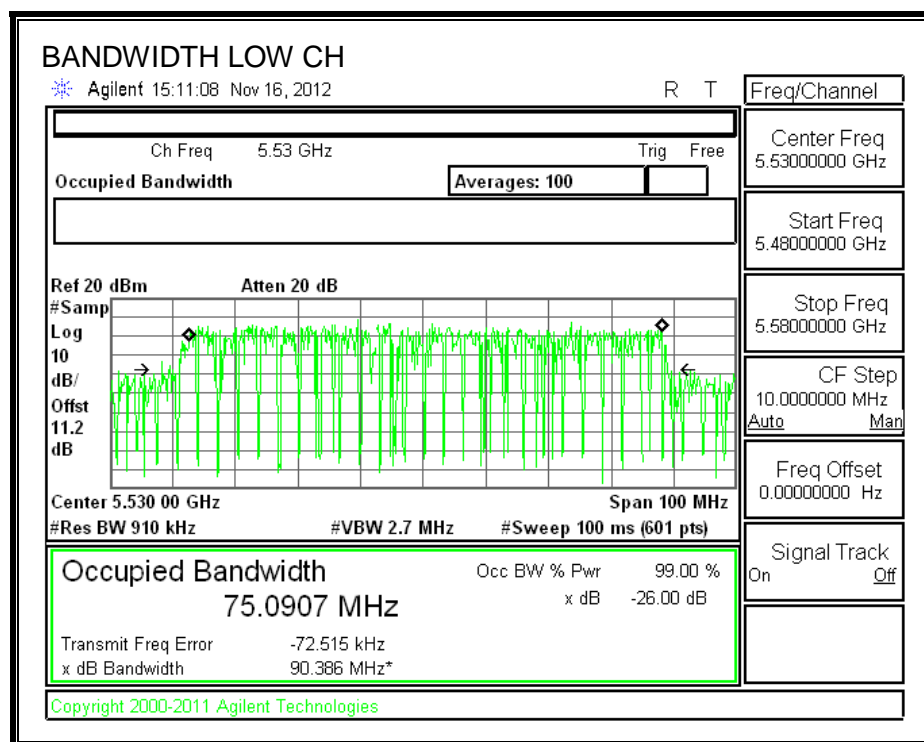 BANDWIDTH LOW CH
Agilent 15:11:08 Nov 16, 2012 R T
Ch Freq 5.53 GHz Trig Free
Occupied Bandwidth Averages: 100
Ref 20 dBm Atten 20 dB
#Samp
Log
10
dB/
Offst
11.2
dB
Center 5.530 00 GHz Span 100 MHz
#Res BW 910 kHz #VBW 2.7 MHz #Sweep 100 ms (601 pts)
Occupied Bandwidth Occ BW % Pwr 99.00 %
75.0907 MHz x dB -26.00 dB
Transmit Freq Error -72.515 kHz
x dB Bandwidth 90.386 MHz*
Copyright 2000-2011 Agilent Technologies
Freq/Channel
Center Freq
5.53000000 GHz
Start Freq
5.48000000 GHz
Stop Freq
5.58000000 GHz
CF Step
10.0000000 MHz
Auto Man
Freq Offset
0.00000000 Hz
Signal Track
On Off